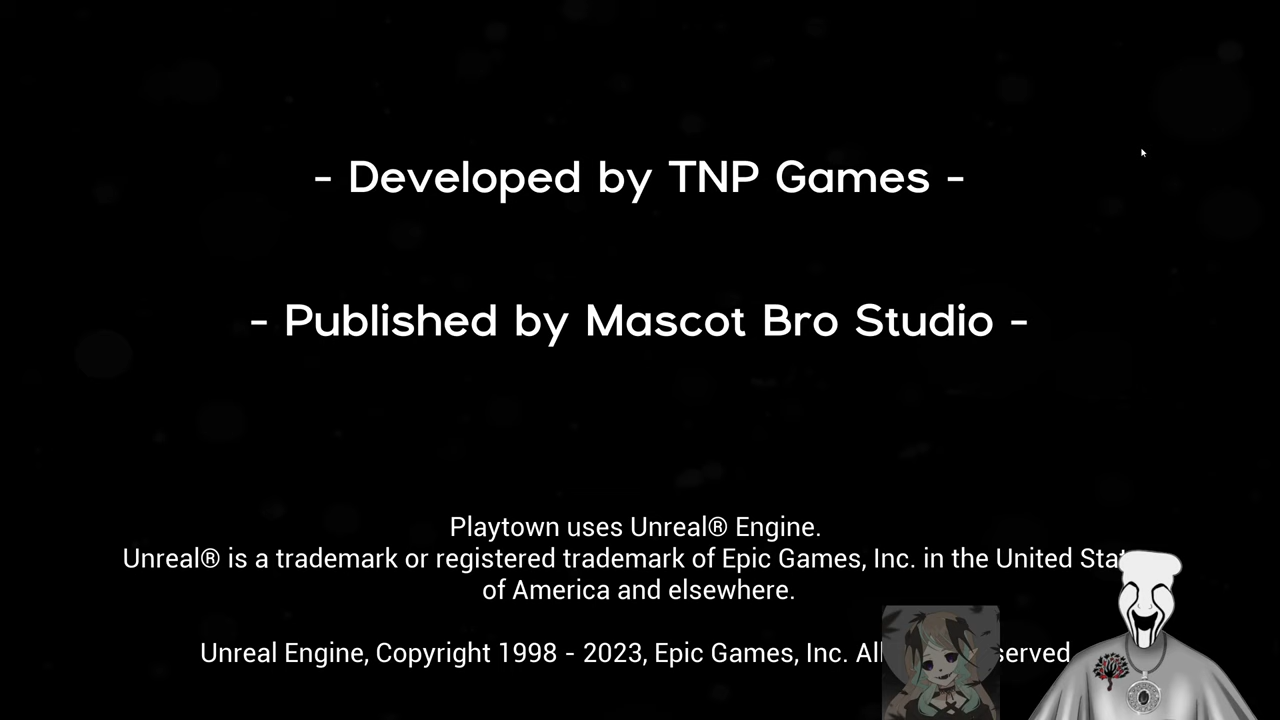 - Developed by TNP Games -
- Published by Mascot Bro Studio -
Playtown uses Unreal® Engine.
Unreal® is a trademark or registered trademark of Epic Games, Inc. in the United
of America and elsewhere.
Unreal Engine, Copyright 1998 - 2023, Epic Games, Inc. All